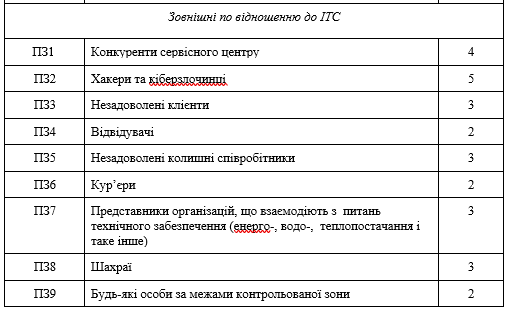 Зовнішні по відношенню до ІТС
ПЗ1 Конкуренти сервісного центру 4
ПЗ2 Хакери та кіберзлочинці 5
ПЗ3 Незадоволені клієнти 3
ПЗ4 Відвідувачі 2
ПЗ5 Незадоволені колишні співробітники 3
ПЗ6 Кур’єри 2
ПЗ7 Представники організацій, що взаємодіють з питань 3
технічного забезпечення (енерго-, водо-, теплопостачання і
таке інше)
ПЗ8 Шахраї 3
ПЗ9 Будь-які особи за межами контрольованої зони 2